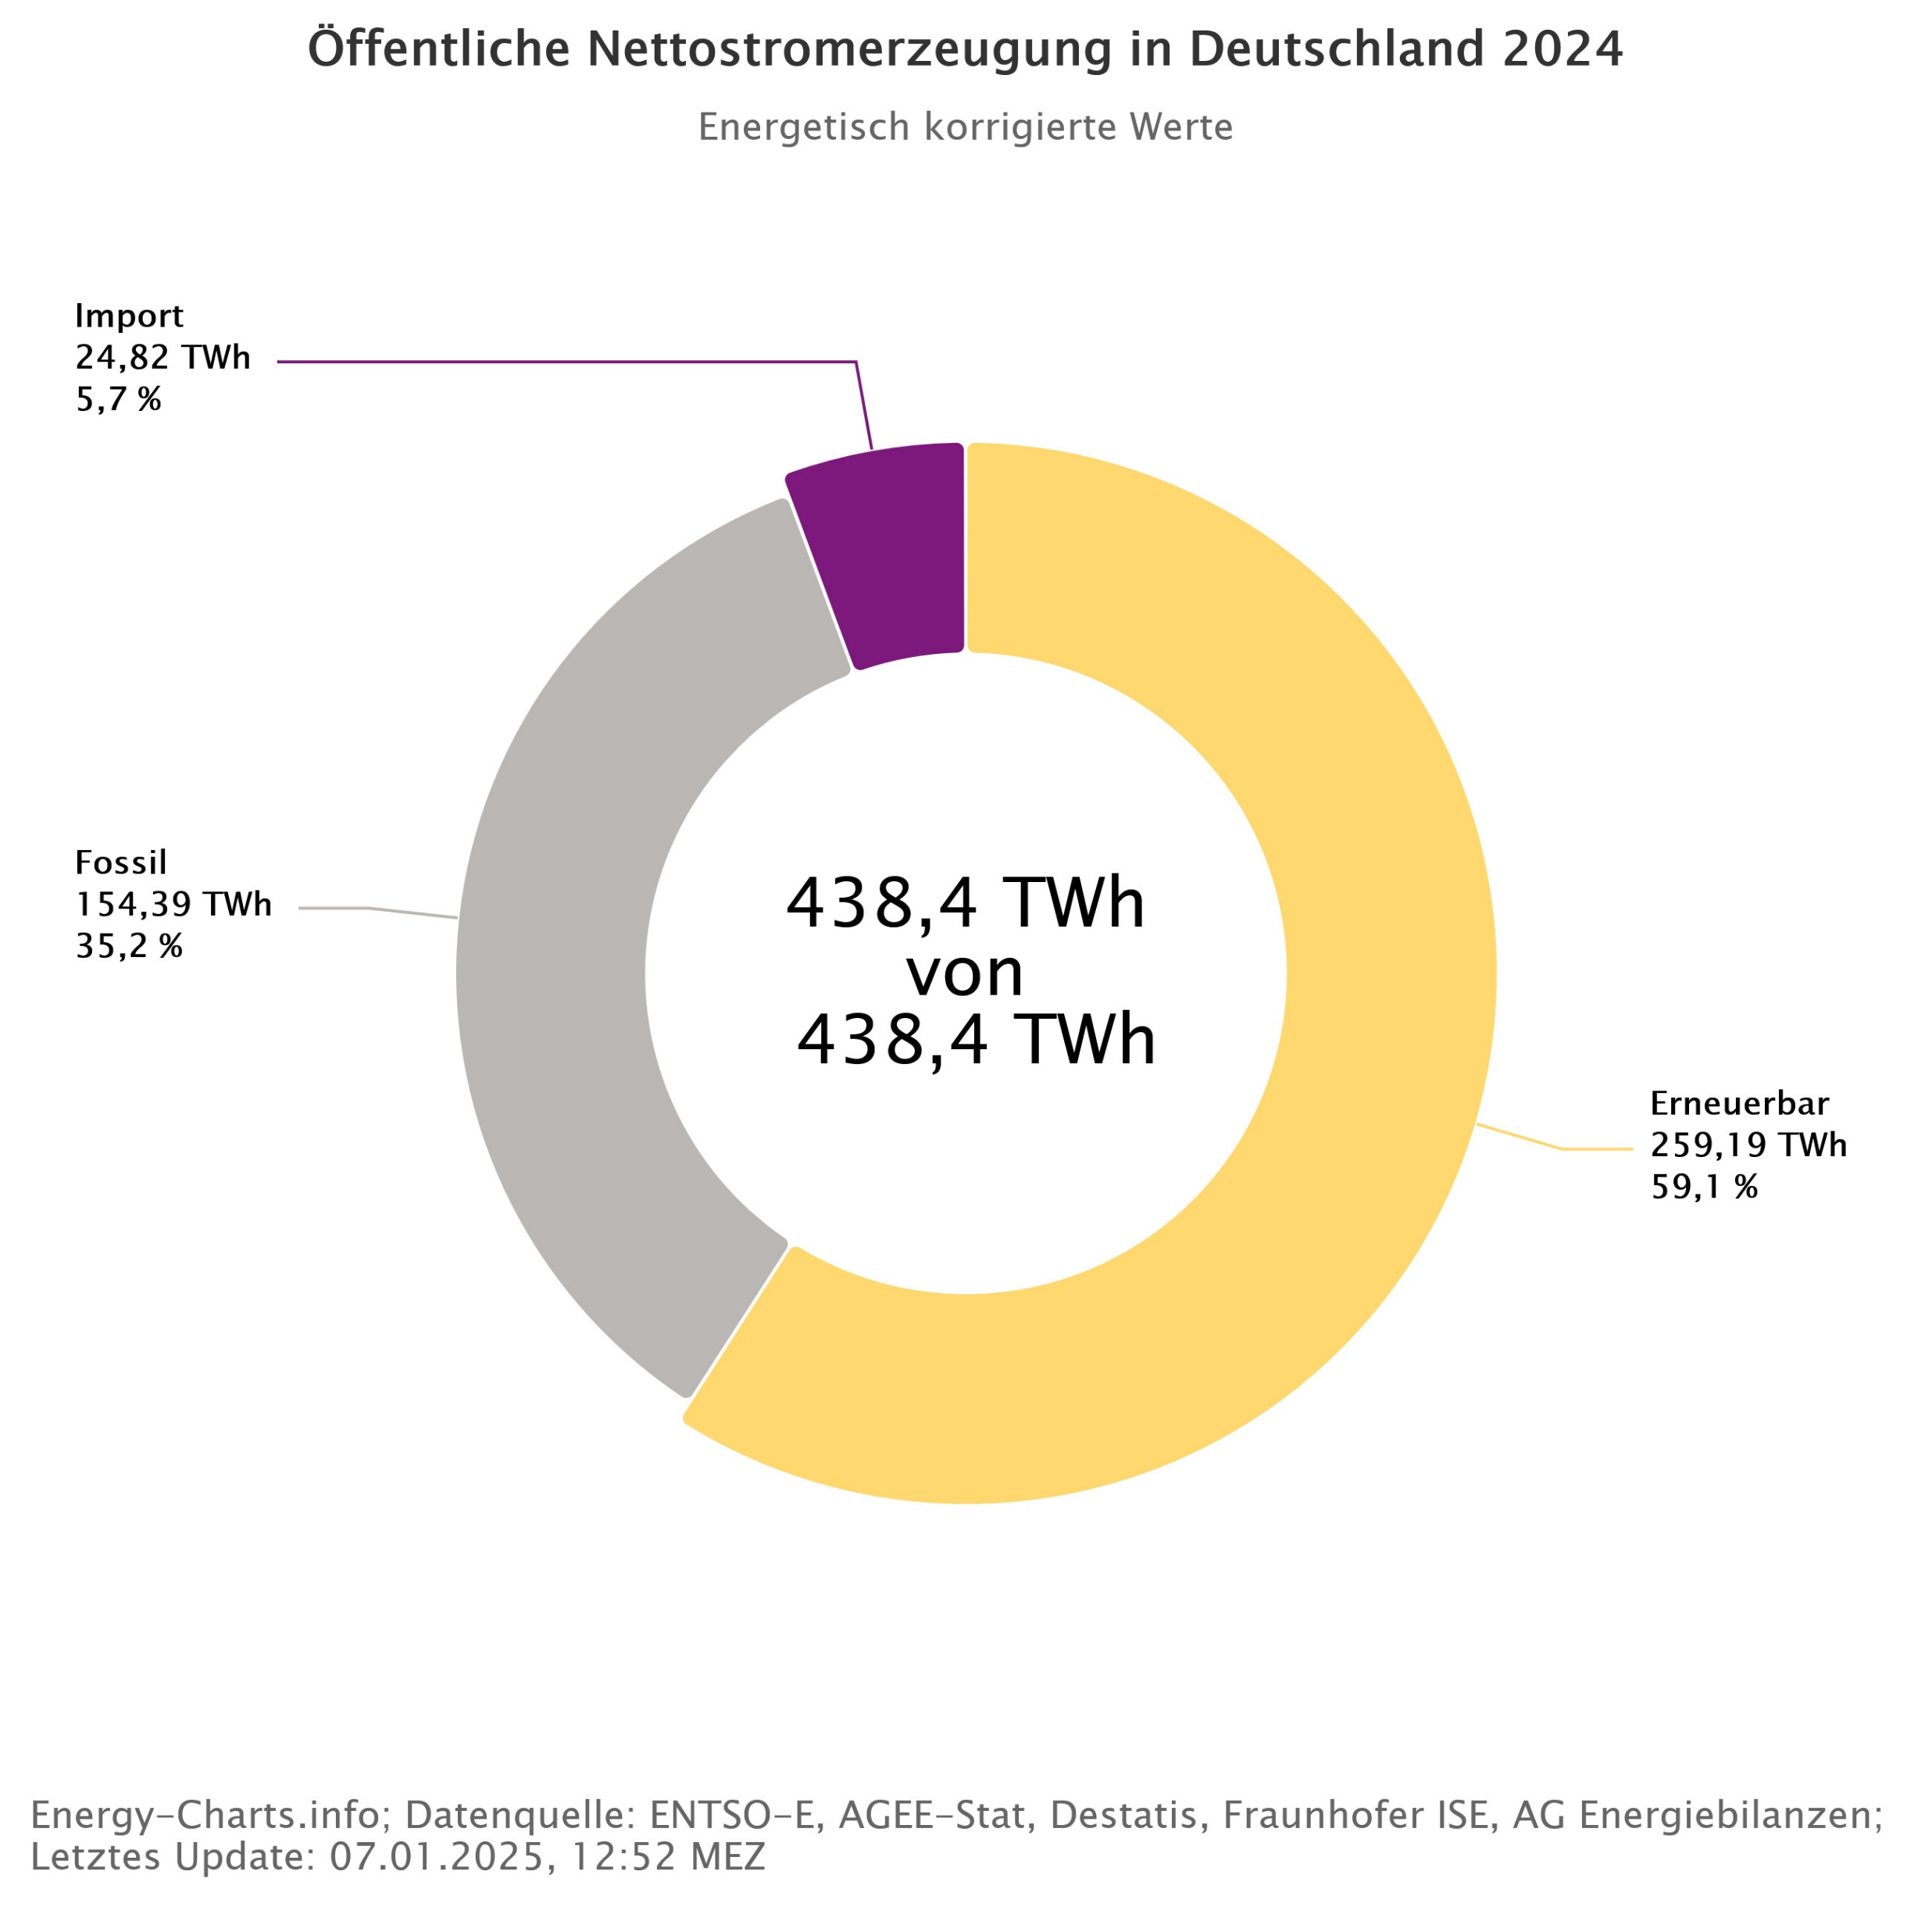 Öffentliche Nettostromerzeugung in Deutschland 2024
Energetisch korrigierte Werte
Import
24,82 TWh
5,7 %
Fossil
154,39 TWh
35,2 %
438,4 TWh
von
438,4 TWh
Erneuerbar
259,19 TWh
59,1 %
Energy-Charts.info; Datenquelle: ENTSO-E, AGEE-Stat, Destatis, Fraunhofer ISE, AG Energiebilanzen;
Letztes Update: 07.01.2025, 12:52 MEZ